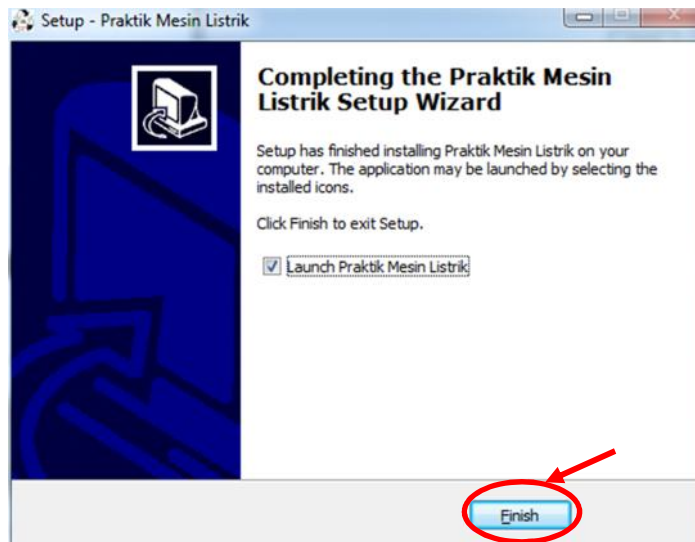 Setup - Praktik Mesin Listrik
Completing the Praktik Mesin
Listrik Setup Wizard
Setup has finished installing Praktik Mesin Listrik on your
computer. The application may be launched by selecting the
installed icons.
Click Finish to exit Setup.
Launch Praktik Mesin Listrik
Finish